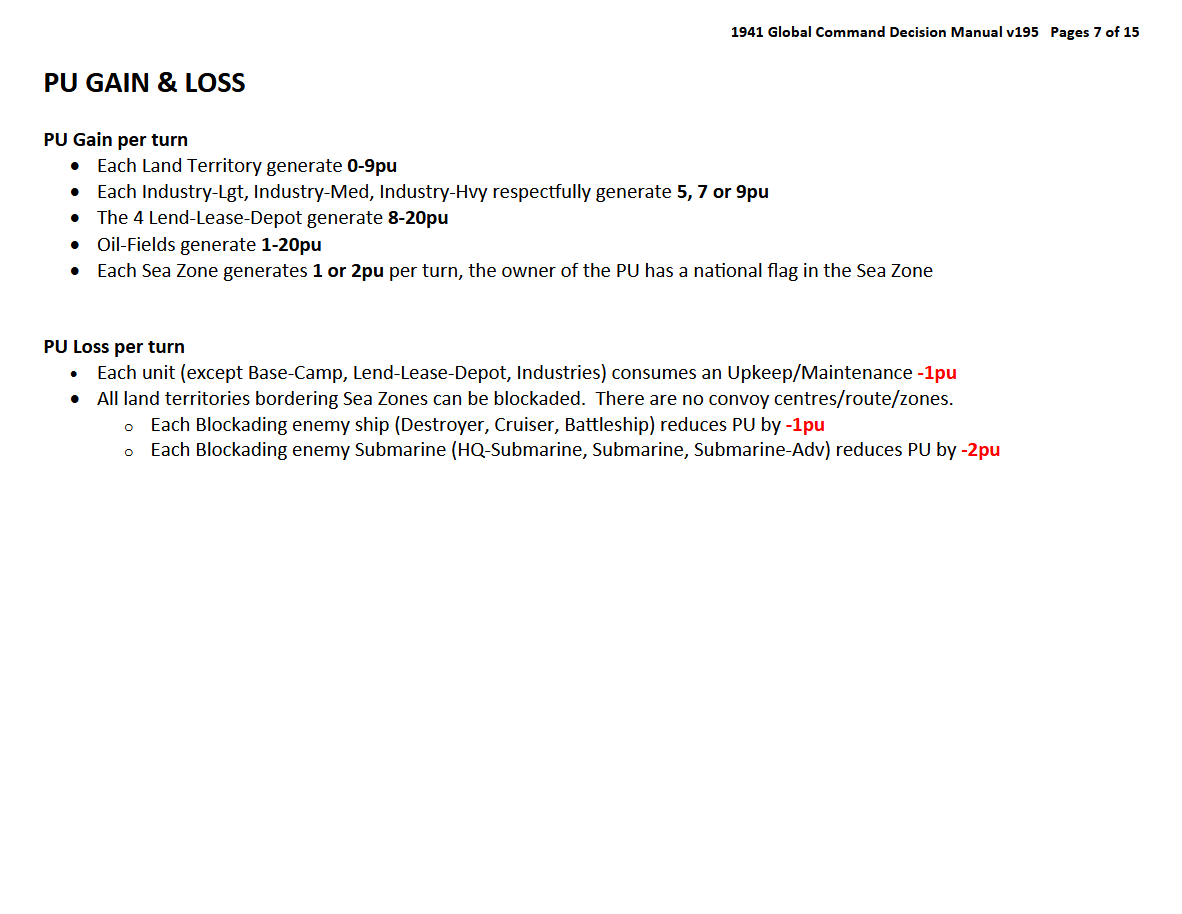 1941 Global Command Decision Manual v195   Pages 7 of 15
PU GAIN & LOSS
PU Gain per turn
• Each Land Territory generate 0-9pu
• Each Industry-Lgt, Industry-Med, Industry-Hvy respectfully generate 5, 7 or 9pu
• The 4 Lend-Lease-Depot generate 8-20pu
• Oil-Fields generate 1-20pu
• Each Sea Zone generates 1 or 2pu per turn, the owner of the PU has a national flag in the Sea Zone
PU Loss per turn
• Each unit (except Base-Camp, Lend-Lease-Depot, Industries) consumes an Upkeep/Maintenance -1pu
• All land territories bordering Sea Zones can be blockaded.  There are no convoy centres/route/zones.
o Each Blockading enemy ship (Destroyer, Cruiser, Battleship) reduces PU by -1pu
o Each Blockading enemy Submarine (HQ-Submarine, Submarine, Submarine-Adv) reduces PU by -2pu